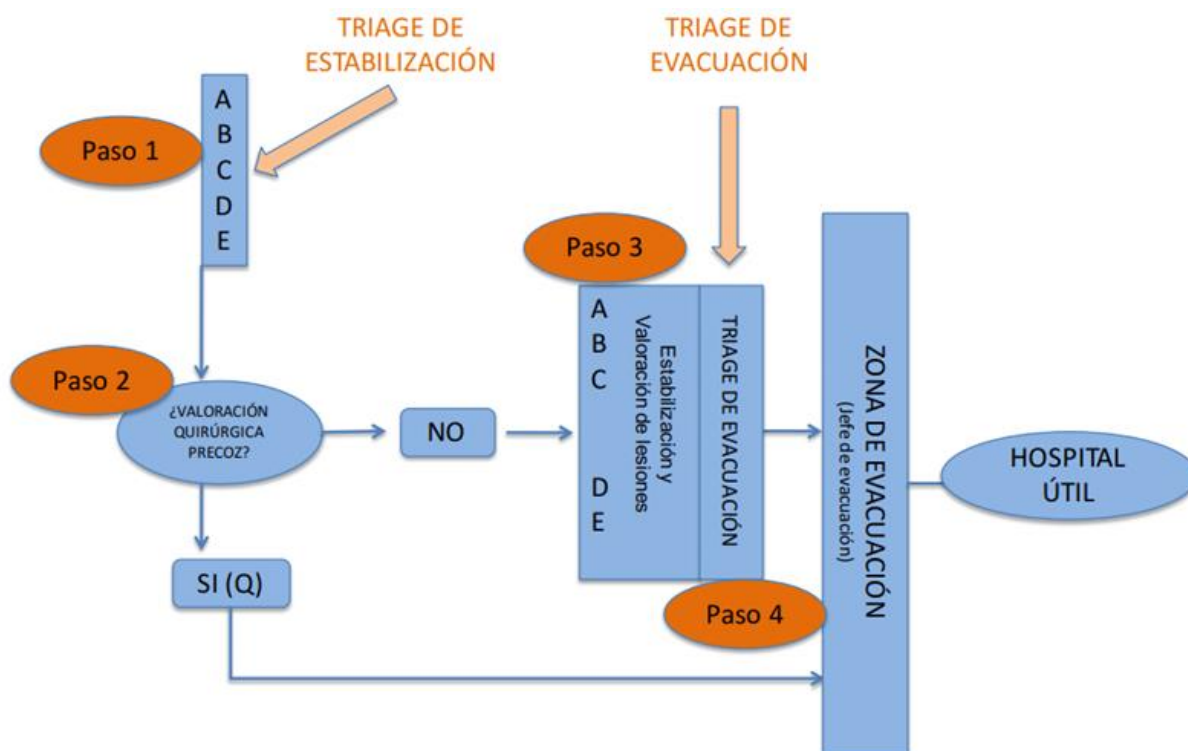 TRIAGE DE
ESTABILIZACIÓN
TRIAGE DE
EVACUACIÓN
Paso 1
A
B
C
D
E
Paso 2
¿VALORACIÓN
QUIRÚRGICA
PRECOZ?
NO
SI (Q)
Paso 3
A
B
C
D
E
Estabilización y
Valoración de lesiones
TRIAGE DE EVACUACIÓN
Paso 4
ZONA DE EVACUACIÓN
(Jefe de evacuación)
HOSPITAL
ÚTIL